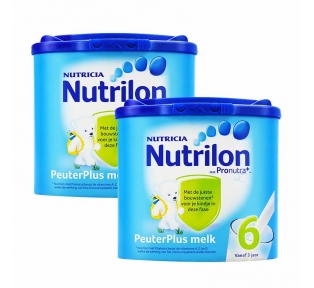 NUTRICIA
Nutrilon
Met de juiste
bouwstenen*
voor je kindje in
deze fase
PeuterPlus me
NUTRICIA
Nutrilon
met Pronutra+.
Met de juiste
bouwstenen*
voor je kindje in
deze fase
PeuterPlus melk
6
Vanaf 3 jaar